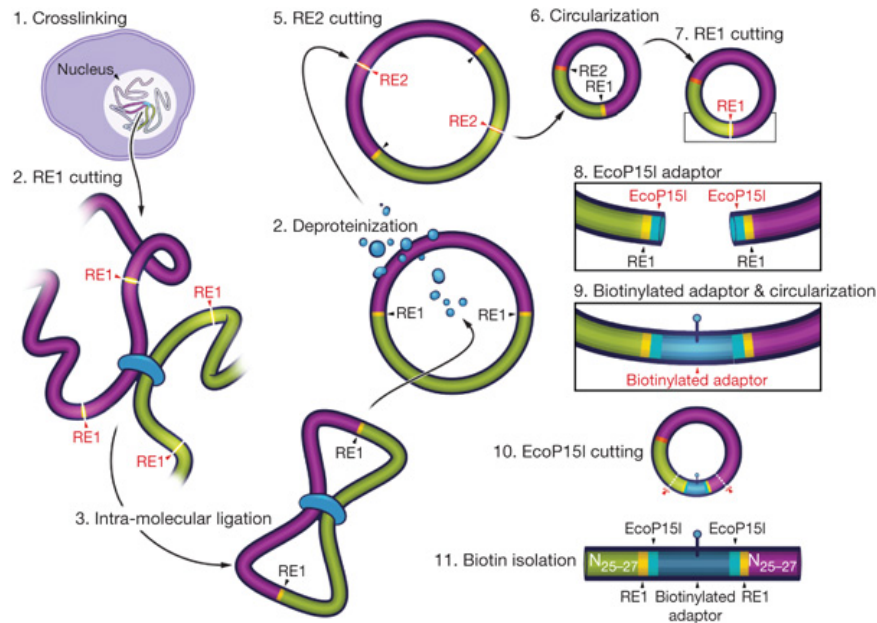 1. Crosslinking
Nucleus
2. RE1 cutting
RE1
RE1
RE1
RE1
3. Intra-molecular ligation
RE1
RE1
2. Deproteinization
RE1
RE1
5. RE2 cutting
RE2
RE2
6. Circularization
RE2
RE1
7. RE1 cutting
RE1
8. EcoP15I adaptor
EcoP15I
EcoP15I
RE1
RE1
9. Biotinylated adaptor & circularization
Biotinylated adaptor
10. EcoP15I cutting
11. Biotin isolation
EcoP15I
EcoP15I
N25–27
N25–27
RE1
Biotinylated
adaptor
RE1